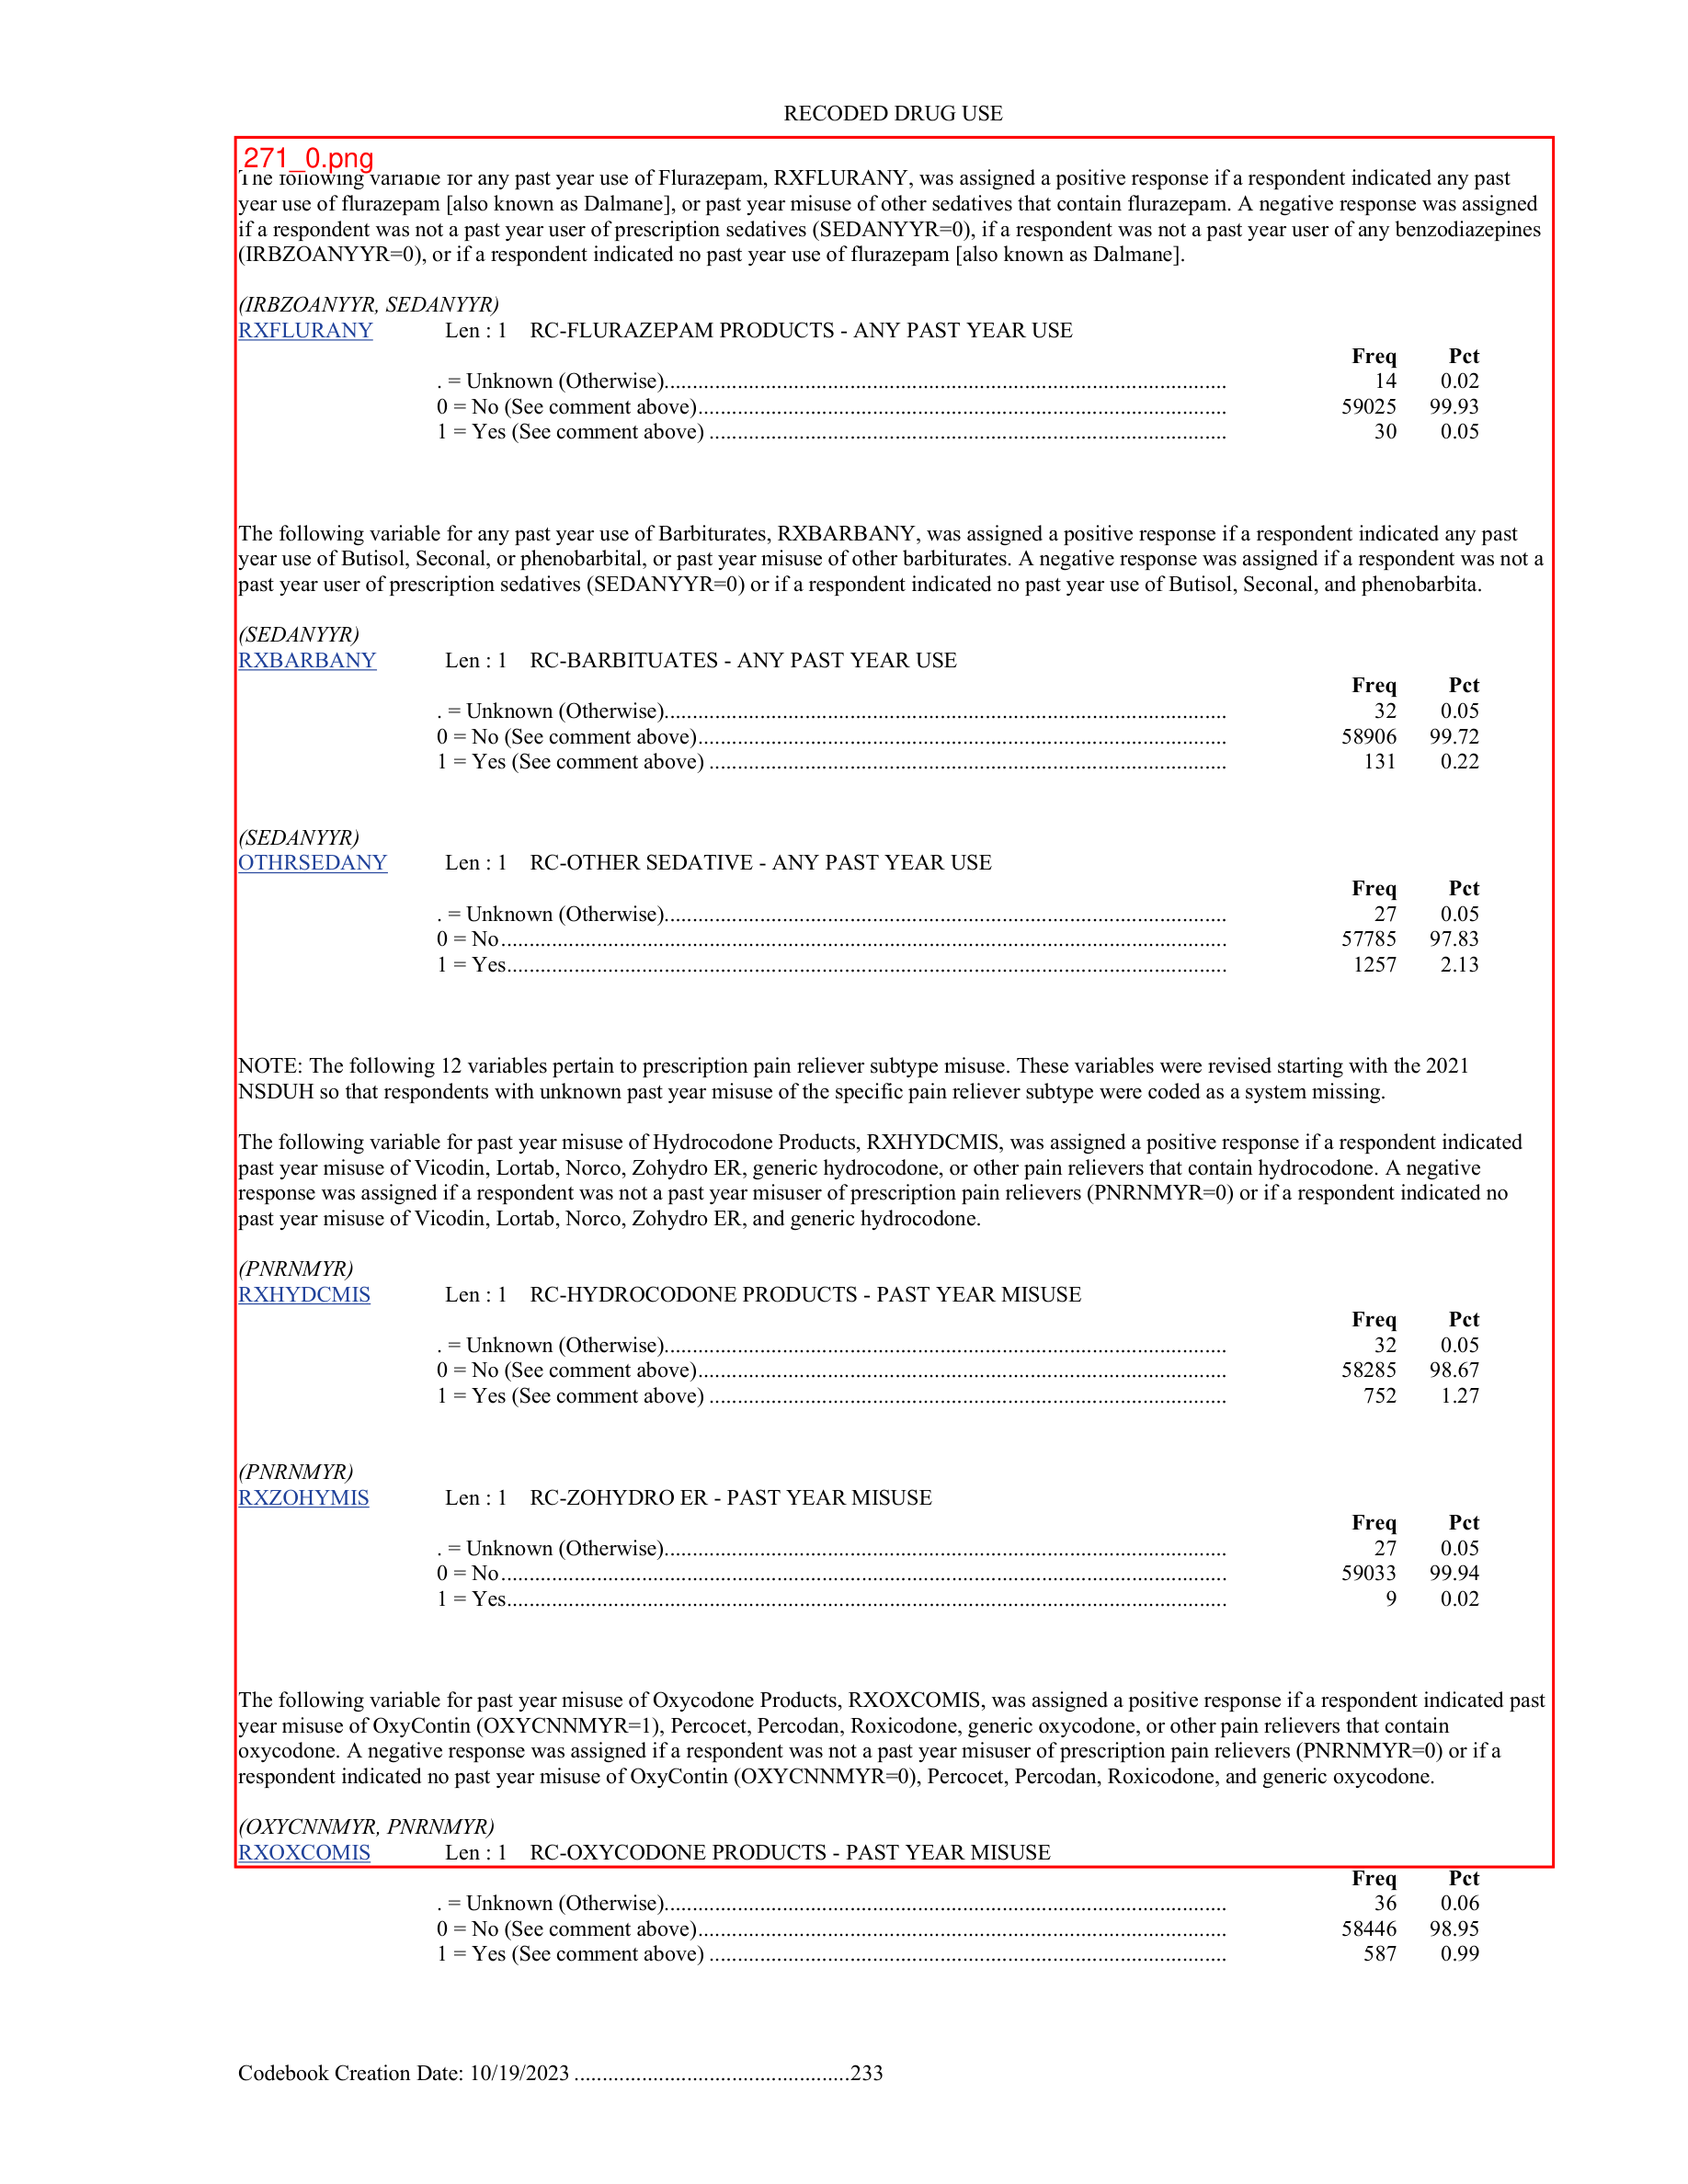 RECODED DRUG USE
271_0.png
The following variable for any past year use of Flurazepam, RXFLURANY, was assigned a positive response if a respondent indicated any past
year use of flurazepam [also known as Dalmane], or past year misuse of other sedatives that contain flurazepam. A negative response was assigned
if a respondent was not a past year user of prescription sedatives (SEDANYYR=0), if a respondent was not a past year user of any benzodiazepines
(IRBZOANYYR=0), or if a respondent indicated no past year use of flurazepam [also known as Dalmane].
(IRBZOANYYR, SEDANYYR)
RXFLURANY Len : 1 RC-FLURAZEPAM PRODUCTS - ANY PAST YEAR USE
Freq Pct
. = Unknown (Otherwise).................................................................................................... 14 0.02
0 = No (See comment above).............................................................................................. 59025 99.93
1 = Yes (See comment above) ............................................................................................ 30 0.05
The following variable for any past year use of Barbiturates, RXBARBANY, was assigned a positive response if a respondent indicated any past
year use of Butisol, Seconal, or phenobarbital, or past year misuse of other barbiturates. A negative response was assigned if a respondent was not a
past year user of prescription sedatives (SEDANYYR=0) or if a respondent indicated no past year use of Butisol, Seconal, and phenobarbita.
(SEDANYYR)
RXBARBANY Len : 1 RC-BARBITUATES - ANY PAST YEAR USE
Freq Pct
. = Unknown (Otherwise).................................................................................................... 32 0.05
0 = No (See comment above).............................................................................................. 58906 99.72
1 = Yes (See comment above) ............................................................................................ 131 0.22
(SEDANYYR)
OTHRSEDANY Len : 1 RC-OTHER SEDATIVE - ANY PAST YEAR USE
Freq Pct
. = Unknown (Otherwise).................................................................................................... 27 0.05
0 = No................................................................................................................................. 57785 97.83
1 = Yes................................................................................................................................ 1257 2.13
NOTE: The following 12 variables pertain to prescription pain reliever subtype misuse. These variables were revised starting with the 2021
NSDUH so that respondents with unknown past year misuse of the specific pain reliever subtype were coded as a system missing.
The following variable for past year misuse of Hydrocodone Products, RXHYDCMIS, was assigned a positive response if a respondent indicated
past year misuse of Vicodin, Lortab, Norco, Zohydro ER, generic hydrocodone, or other pain relievers that contain hydrocodone. A negative
response was assigned if a respondent was not a past year misuser of prescription pain relievers (PNRNMYR=0) or if a respondent indicated no
past year misuse of Vicodin, Lortab, Norco, Zohydro ER, and generic hydrocodone.
(PNRNMYR)
RXHYDCMIS Len : 1 RC-HYDROCODONE PRODUCTS - PAST YEAR MISUSE
Freq Pct
. = Unknown (Otherwise).................................................................................................... 32 0.05
0 = No (See comment above).............................................................................................. 58285 98.67
1 = Yes (See comment above) ............................................................................................ 752 1.27
(PNRNMYR)
RXZOHYMIS Len : 1 RC-ZOHYDRO ER - PAST YEAR MISUSE
Freq Pct
. = Unknown (Otherwise).................................................................................................... 27 0.05
0 = No................................................................................................................................. 59033 99.94
1 = Yes................................................................................................................................ 9 0.02
The following variable for past year misuse of Oxycodone Products, RXOXCOMIS, was assigned a positive response if a respondent indicated past
year misuse of OxyContin (OXYCNNMYR=1), Percocet, Percodan, Roxicodone, generic oxycodone, or other pain relievers that contain
oxycodone. A negative response was assigned if a respondent was not a past year misuser of prescription pain relievers (PNRNMYR=0) or if a
respondent indicated no past year misuse of OxyContin (OXYCNNMYR=0), Percocet, Percodan, Roxicodone, and generic oxycodone.
(OXYCNNMYR, PNRNMYR)
RXOXCOMIS Len : 1 RC-OXYCODONE PRODUCTS - PAST YEAR MISUSE
Freq Pct
. = Unknown (Otherwise).................................................................................................... 36 0.06
0 = No (See comment above).............................................................................................. 58446 98.95
1 = Yes (See comment above) ............................................................................................ 587 0.99
Codebook Creation Date: 10/19/2023 .................................................233